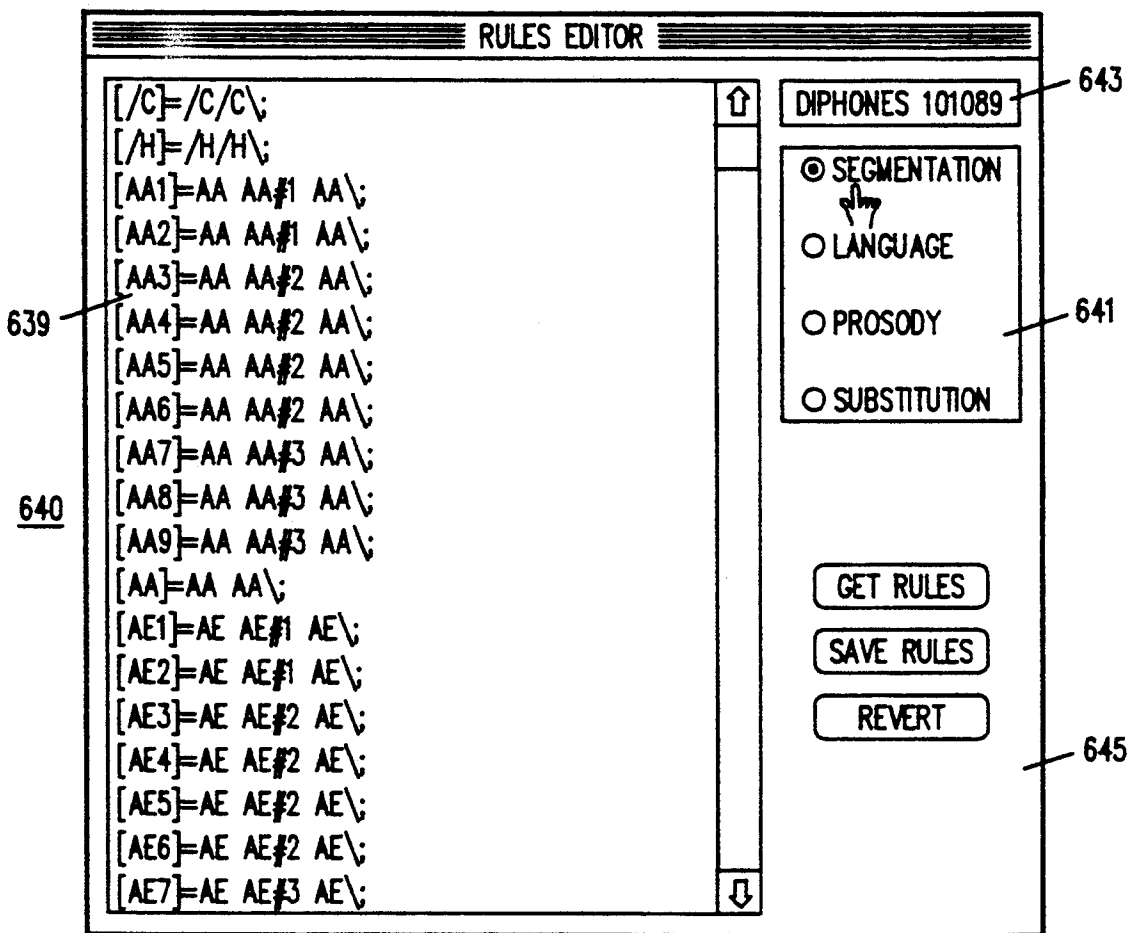 RULES EDITOR
[/C]=/C/C\;
[/H]=/H/H\;
[AA1]=AA AA#1 AA\;
[AA2]=AA AA#1 AA\;
[AA3]=AA AA#2 AA\;
[AA4]=AA AA#2 AA\;
[AA5]=AA AA#2 AA\;
[AA6]=AA AA#2 AA\;
[AA7]=AA AA#3 AA\;
[AA8]=AA AA#3 AA\;
[AA9]=AA AA#3 AA\;
[AA]=AA AA\;
[AE1]=AE AE#1 AE\;
[AE2]=AE AE#1 AE\;
[AE3]=AE AE#2 AE\;
[AE4]=AE AE#2 AE\;
[AE5]=AE AE#2 AE\;
[AE6]=AE AE#2 AE\;
[AE7]=AE AE#3 AE\;
639
640
DIPHONES 101089
643
SEGMENTATION
LANGUAGE
PROSODY
SUBSTITUTION
641
GET RULES
SAVE RULES
REVERT
645